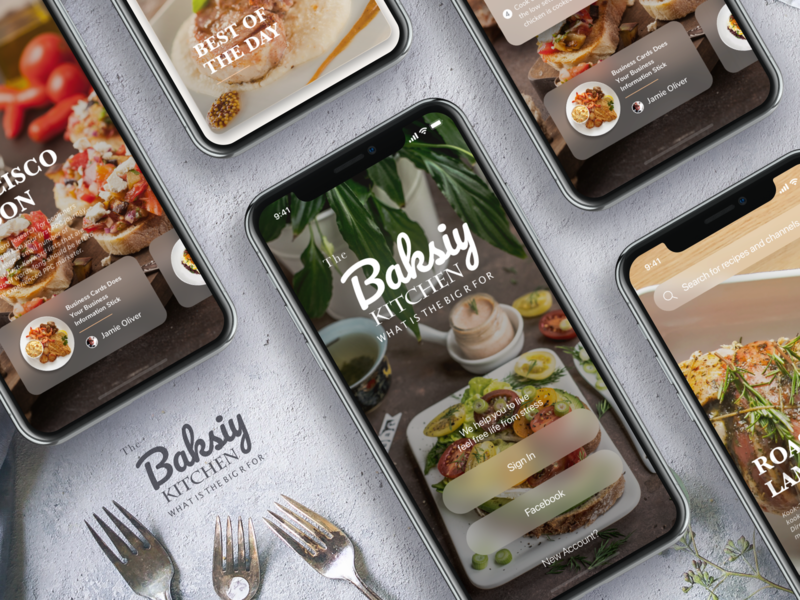 BEST OF
THE DAY
Business Cards Does
Your Business
Information Stick
Jamie Oliver
9:41
The
Baksiy
KITCHEN
WHAT IS THE BIG R FOR
We help you to live
feel free life from stress
Sign In
Facebook
New Account?
CISCO
ON
Business Cards Does
Your Business
Information Stick
Jamie Oliver
The
Baksiy
KITCHEN
WHAT IS THE BIG R FOR
9:41
Search for recipes and channels
ROA
LAM